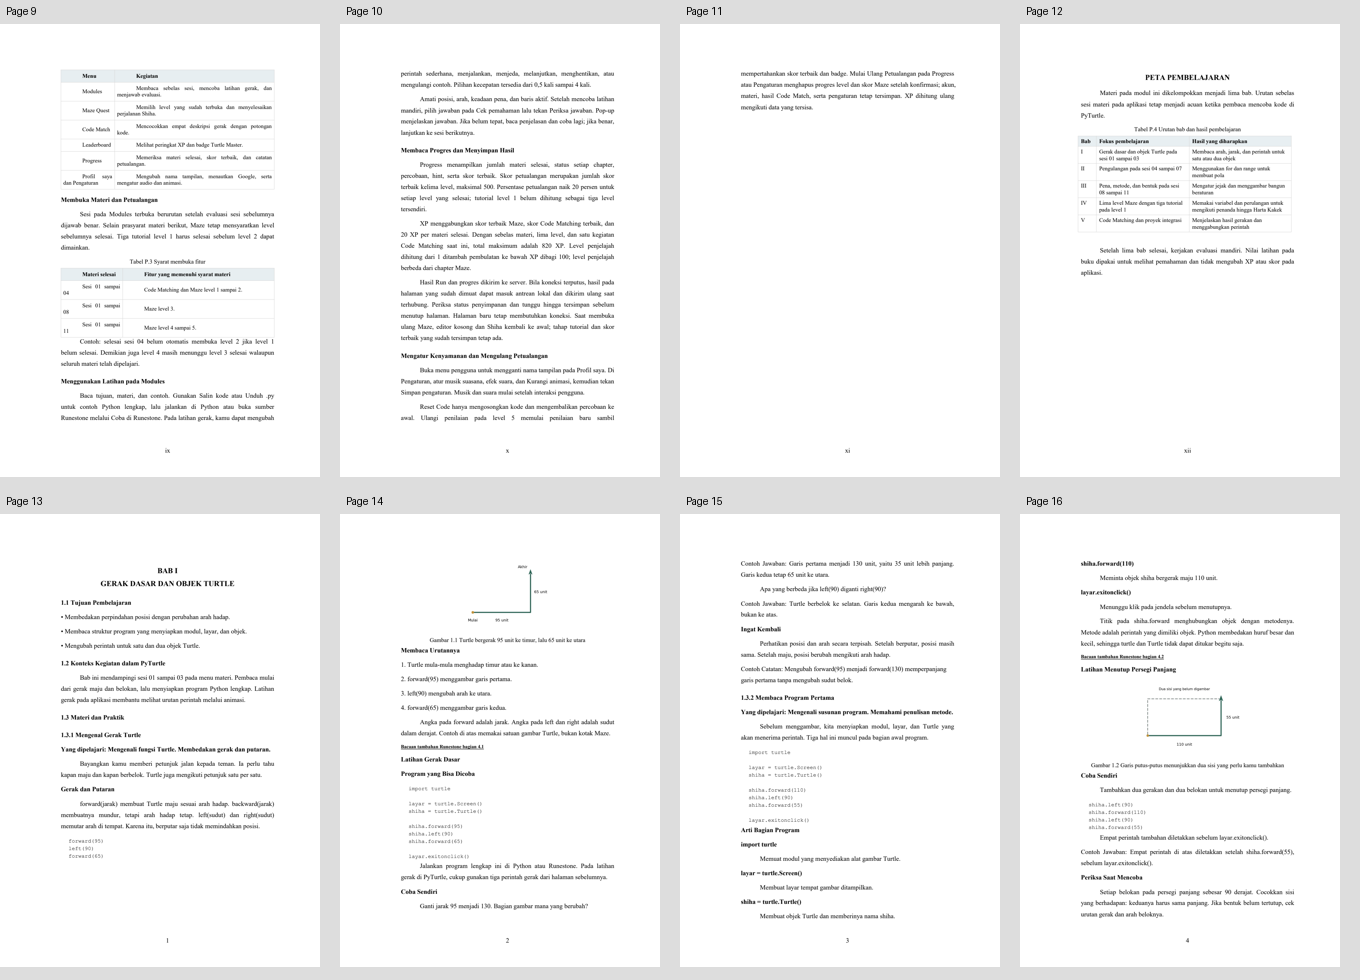 Page 9
Menu Kegiatan
Modules Membaca sebelas sesi, mencoba latihan gerak, dan menjawab evaluasi.
Maze Quest Memilih level yang sudah terbuka dan menyelesaikan perjalanan Shiha.
Code Match Mencocokkan empat deskripsi gerak dengan potongan kode.
Leaderboard Melihat peringkat XP dan badge Turtle Master.
Progress Memeriksa materi selesai, skor terbaik, dan catatan petualangan.
Profil saya dan Pengaturan Mengubah nama tampilan, menautkan Google, serta mengatur audio dan animasi.
Membuka Materi dan Petualangan
Sesi pada Modules terbuka berurutan setelah evaluasi sesi sebelumnya
dijawab benar. Selain prasyarat materi berikut, Maze tetap mensyaratkan level
sebelumnya selesai. Tiga tutorial level 1 harus selesai sebelum level 2 dapat
dimainkan.
Tabel P.3 Syarat membuka fitur
Materi selesai Fitur yang memenuhi syarat materi
Sesi 01 sampai 04 Code Matching dan Maze level 1 sampai 2.
Sesi 01 sampai 08 Maze level 3.
Sesi 01 sampai 11 Maze level 4 sampai 5.
Contoh: selesai sesi 04 belum otomatis membuka level 2 jika level 1
belum selesai. Demikian juga level 4 masih menunggu level 3 selesai walaupun
seluruh materi telah dipelajari.
Menggunakan Latihan pada Modules
Baca tujuan, materi, dan contoh. Gunakan Salin kode atau Unduh .py
untuk contoh Python lengkap, lalu jalankan di Python atau buka sumber
Runestone melalui Coba di Runestone. Pada latihan gerak, kamu dapat mengubah
ix
Page 10
perintah sederhana, menjalankan, menjeda, melanjutkan, menghentikan, atau
mengulangi contoh. Pilihan kecepatan tersedia dari 0,5 kali sampai 4 kali.
Amati posisi, arah, keadaan pena, dan baris aktif. Setelah mencoba latihan
mandiri, pilih jawaban pada Cek pemahaman lalu tekan Periksa jawaban. Pop-up
menjelaskan jawaban. Jika belum tepat, baca penjelasan dan coba lagi; jika benar,
lanjutkan ke sesi berikutnya.
Membaca Progres dan Menyimpan Hasil
Progress menampilkan jumlah materi selesai, status setiap chapter,
percobaan, hint, serta skor terbaik. Skor petualangan merupakan jumlah skor
terbaik kelima level, maksimal 500. Persentase petualangan naik 20 persen untuk
setiap level yang selesai; tutorial level 1 belum dihitung sebagai tiga level
tersendiri.
XP menggabungkan skor terbaik Maze, skor Code Matching terbaik, dan
20 XP per materi selesai. Dengan sebelas materi, lima level, dan satu kegiatan
Code Matching saat ini, total maksimum adalah 820 XP. Level penjelajah
dihitung dari 1 ditambah pembulatan ke bawah XP dibagi 100; level penjelajah
berbeda dari chapter Maze.
Hasil Run dan progres dikirim ke server. Bila koneksi terputus, hasil pada
halaman yang sudah dimuat dapat masuk antrean lokal dan dikirim ulang saat
terhubung. Periksa status penyimpanan dan tunggu hingga tersimpan sebelum
menutup halaman. Halaman baru tetap membutuhkan koneksi. Saat membuka
ulang Maze, editor kosong dan Shiha kembali ke awal; tahap tutorial dan skor
terbaik yang sudah tersimpan tetap ada.
Mengatur Kenyamanan dan Mengulang Petualangan
Buka menu pengguna untuk mengganti nama tampilan pada Profil saya. Di
Pengaturan, atur musik suasana, efek suara, dan Kurangi animasi, kemudian tekan
Simpan pengaturan. Musik dan suara mulai setelah interaksi pengguna.
Reset Code hanya mengosongkan kode dan mengembalikan percobaan ke
awal. Ulangi penilaian pada level 5 memulai penilaian baru sambil
x
Page 11
mempertahankan skor terbaik dan badge. Mulai Ulang Petualangan pada Progress
atau Pengaturan menghapus progres level dan skor Maze setelah konfirmasi; akun,
materi, hasil Code Match, serta pengaturan tetap tersimpan. XP dihitung ulang
mengikuti data yang tersisa.
xi
Page 12
PETA PEMBELAJARAN
Materi pada modul ini dikelompokkan menjadi lima bab. Urutan sebelas
sesi materi pada aplikasi tetap menjadi acuan ketika pembaca mencoba kode di
PyTurtle.
Tabel P.4 Urutan bab dan hasil pembelajaran
Bab Fokus pembelajaran Hasil yang diharapkan
I Gerak dasar dan objek Turtle pada sesi 01 sampai 03 Membaca arah, jarak, dan perintah untuk satu atau dua objek
II Pengulangan pada sesi 04 sampai 07 Menggunakan for dan range untuk membuat pola
III Pena, metode, dan bentuk pada sesi 08 sampai 11 Mengatur jejak dan menggambar bangun beraturan
IV Lima level Maze dengan tiga tutorial pada level 1 Memakai variabel dan perulangan untuk mengikuti penanda hingga Harta Kakek
V Code Matching dan proyek integrasi Menjelaskan hasil gerakan dan menggabungkan perintah
Setelah lima bab selesai, kerjakan evaluasi mandiri. Nilai latihan pada
buku dipakai untuk melihat pemahaman dan tidak mengubah XP atau skor pada
aplikasi.
xii
Page 13
BAB I
GERAK DASAR DAN OBJEK TURTLE
1.1 Tujuan Pembelajaran
• Membedakan perpindahan posisi dengan perubahan arah hadap.
• Membaca struktur program yang menyiapkan modul, layar, dan objek.
• Mengubah perintah untuk satu dan dua objek Turtle.
1.2 Konteks Kegiatan dalam PyTurtle
Bab ini mendampingi sesi 01 sampai 03 pada menu materi. Pembaca mulai
dari gerak maju dan belokan, lalu menyiapkan program Python lengkap. Latihan
gerak pada aplikasi membantu melihat urutan perintah melalui animasi.
1.3 Materi dan Praktik
1.3.1 Mengenal Gerak Turtle
Yang dipelajari: Mengenali fungsi Turtle. Membedakan gerak dan putaran.
Bayangkan kamu memberi petunjuk jalan kepada teman. Ia perlu tahu
kapan maju dan kapan berbelok. Turtle juga mengikuti petunjuk satu per satu.
Gerak dan Putaran
forward(jarak) membuat Turtle maju sesuai arah hadap. backward(jarak)
membuatnya mundur, tetapi arah hadap tetap. left(sudut) dan right(sudut)
memutar arah di tempat. Karena itu, berputar saja tidak memindahkan posisi.
forward(95)
left(90)
forward(65)
1
Page 14
Akhir
65 unit
Mulai 95 unit
Gambar 1.1 Turtle bergerak 95 unit ke timur, lalu 65 unit ke utara
Membaca Urutannya
1. Turtle mula-mula menghadap timur atau ke kanan.
2. forward(95) menggambar garis pertama.
3. left(90) mengubah arah ke utara.
4. forward(65) menggambar garis kedua.
Angka pada forward adalah jarak. Angka pada left dan right adalah sudut
dalam derajat. Contoh di atas memakai satuan gambar Turtle, bukan kotak Maze.
Bacaan tambahan Runestone bagian 4.1
Latihan Gerak Dasar
Program yang Bisa Dicoba
import turtle
layar = turtle.Screen()
shiha = turtle.Turtle()
shiha.forward(95)
shiha.left(90)
shiha.forward(65)
layar.exitonclick()
Jalankan program lengkap ini di Python atau Runestone. Pada latihan
gerak di PyTurtle, cukup gunakan tiga perintah gerak dari halaman sebelumnya.
Coba Sendiri
Ganti jarak 95 menjadi 130. Bagian gambar mana yang berubah?
2
Page 15
Contoh Jawaban: Garis pertama menjadi 130 unit, yaitu 35 unit lebih panjang.
Garis kedua tetap 65 unit ke utara.
Apa yang berbeda jika left(90) diganti right(90)?
Contoh Jawaban: Turtle berbelok ke selatan. Garis kedua mengarah ke bawah,
bukan ke atas.
Ingat Kembali
Perhatikan posisi dan arah secara terpisah. Setelah berputar, posisi masih
sama. Setelah maju, posisi berubah mengikuti arah hadap.
Contoh Catatan: Mengubah forward(95) menjadi forward(130) memperpanjang
garis pertama tanpa mengubah sudut belok.
1.3.2 Membaca Program Pertama
Yang dipelajari: Mengenali susunan program. Memahami penulisan metode.
Sebelum menggambar, kita menyiapkan modul, layar, dan Turtle yang
akan menerima perintah. Tiga hal ini muncul pada bagian awal program.
import turtle
layar = turtle.Screen()
shiha = turtle.Turtle()
shiha.forward(110)
shiha.left(90)
shiha.forward(55)
layar.exitonclick()
Arti Bagian Program
import turtle
Memuat modul yang menyediakan alat gambar Turtle.
layar = turtle.Screen()
Membuat layar tempat gambar ditampilkan.
shiha = turtle.Turtle()
Membuat objek Turtle dan memberinya nama shiha.
3
Page 16
shiha.forward(110)
Meminta objek shiha bergerak maju 110 unit.
layar.exitonclick()
Menunggu klik pada jendela sebelum menutupnya.
Titik pada shiha.forward menghubungkan objek dengan metodenya.
Metode adalah perintah yang dimiliki objek. Python membedakan huruf besar dan
kecil, sehingga turtle dan Turtle tidak dapat ditukar begitu saja.
Bacaan tambahan Runestone bagian 4.2
Latihan Menutup Persegi Panjang
Dua sisi yang belum digambar
55 unit
110 unit
Gambar 1.2 Garis putus-putus menunjukkan dua sisi yang perlu kamu tambahkan
Coba Sendiri
Tambahkan dua gerakan dan dua belokan untuk menutup persegi panjang.
shiha.left(90)
shiha.forward(110)
shiha.left(90)
shiha.forward(55)
Empat perintah tambahan diletakkan sebelum layar.exitonclick().
Contoh Jawaban: Empat perintah di atas diletakkan setelah shiha.forward(55),
sebelum layar.exitonclick().
Periksa Saat Mencoba
Setiap belokan pada persegi panjang sebesar 90 derajat. Cocokkan sisi
yang berhadapan: keduanya harus sama panjang. Jika bentuk belum tertutup, cek
urutan gerak dan arah beloknya.
4